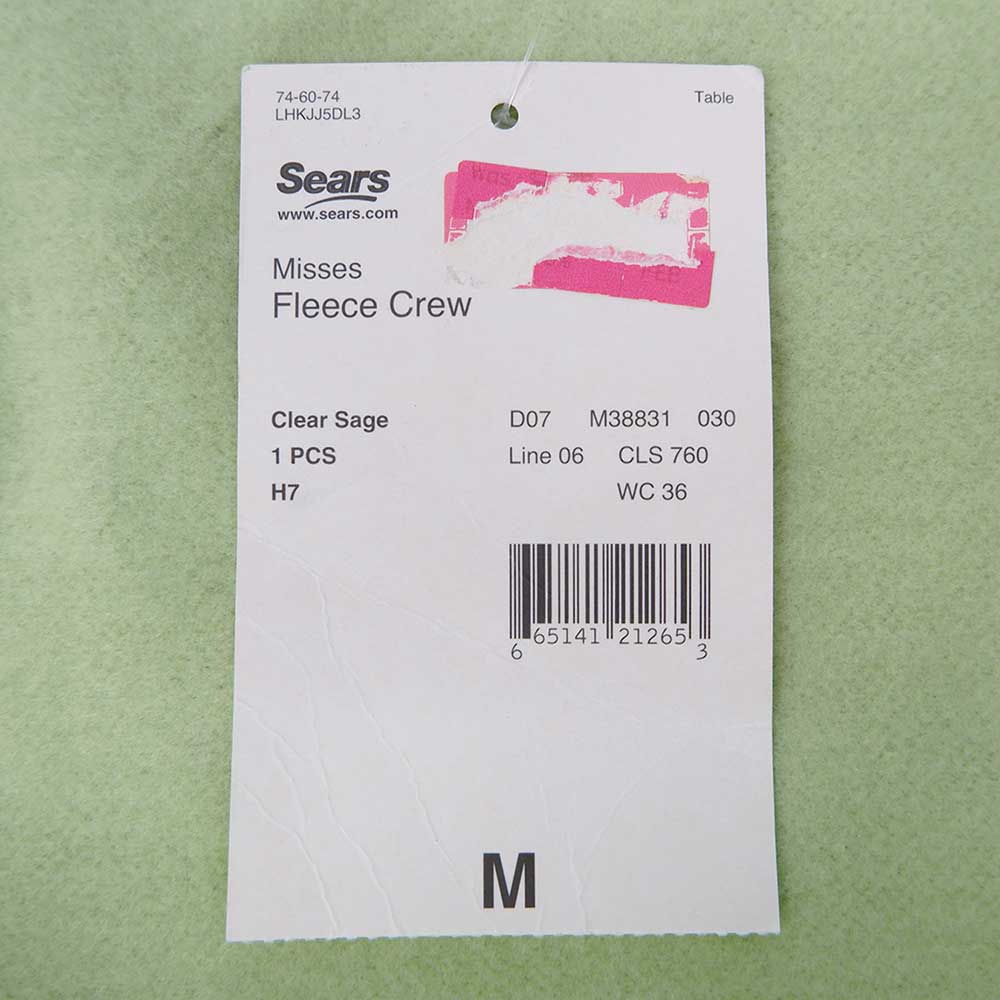 74-60-74
LHKJJ5DL3
Table
Sears
www.sears.com
Was
Misses
Fleece Crew
Clear Sage
1 PCS
H7
D07 M38831 030
Line 06 CLS 760
WC 36
6 65141 21265 3
M